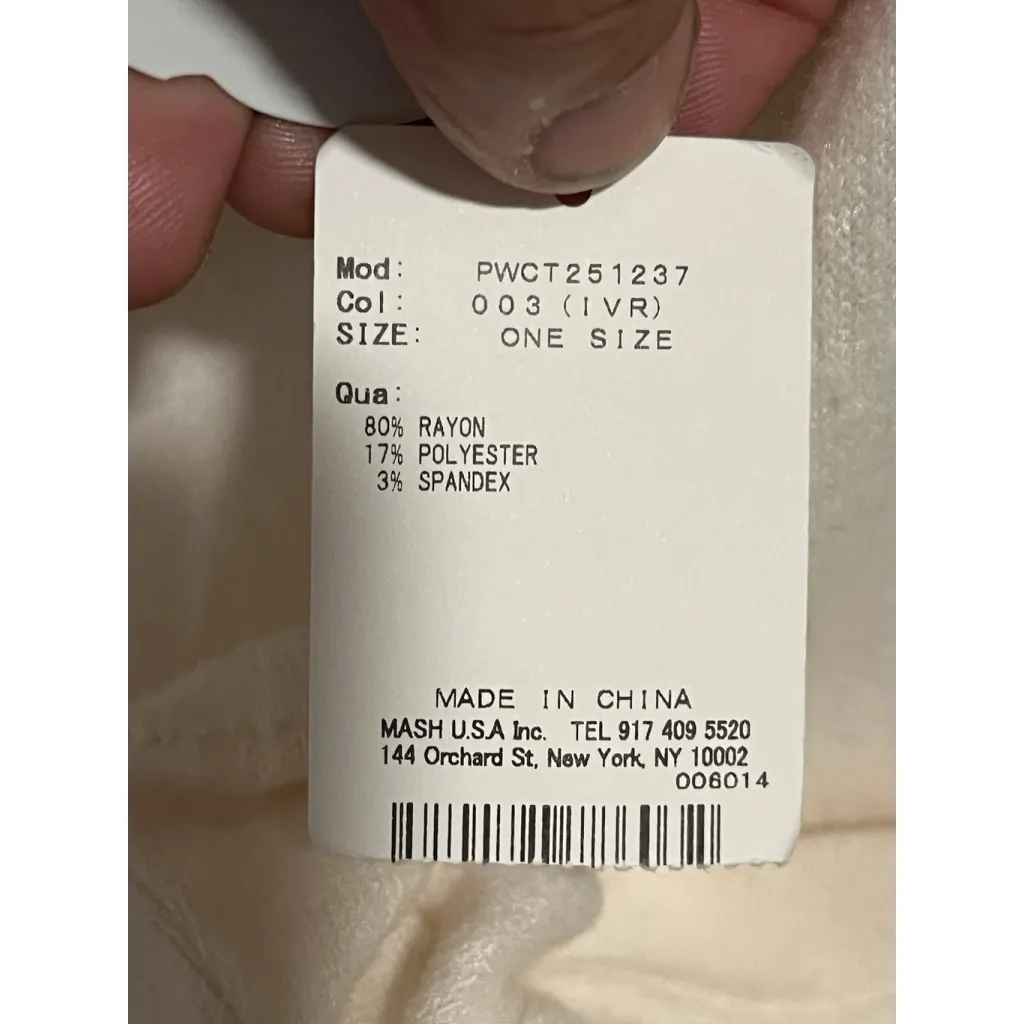 Mod: PWCT251237
Col: 003(IVR)
SIZE: ONE SIZE
Qua:
80% RAYON
17% POLYESTER
3% SPANDEX
MADE IN CHINA
MASH U.S.A Inc. TEL 917 409 5520
144 Orchard St, New York, NY 10002
006014